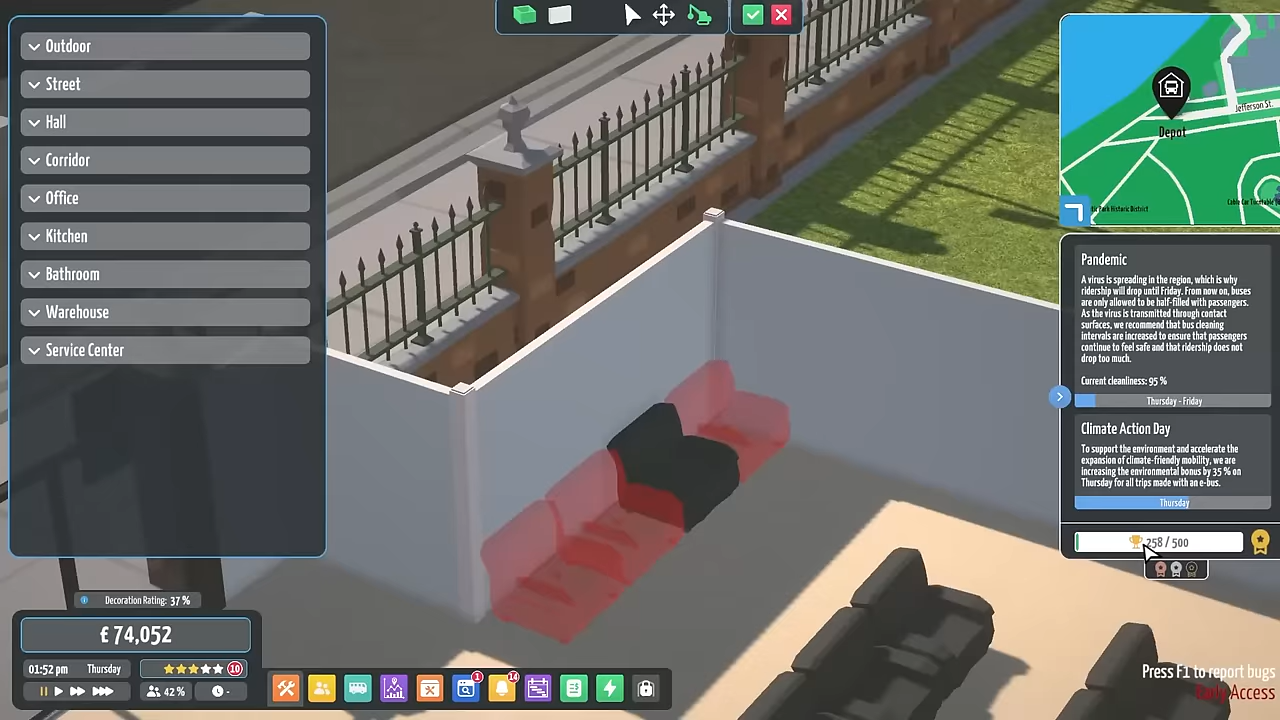 Outdoor
Street
Hall
Corridor
Office
Kitchen
Bathroom
Warehouse
Service Center
Jefferson St.
Depot
Park Historic District
Cable Car Turntable
Pandemic
A virus is spreading in the region, which is why
ridership will drop until Friday. From now on, buses
are only allowed to be half-filled with passengers.
As the virus is transmitted through contact
surfaces, we recommend that bus cleaning
intervals are increased to ensure that passengers
continue to feel safe and that ridership does not
drop too much.
Current cleanliness: 95 %
Thursday - Friday
Climate Action Day
To support the environment and accelerate the
expansion of climate-friendly mobility, we are
increasing the environmental bonus by 35 % on
Thursday for all trips made with an e-bus.
Thursday
258 / 500
Decoration Rating: 37 %
£ 74,052
01:52 pm Thursday
10
42 %
-
1
14
Press F1 to report bugs
Early Access